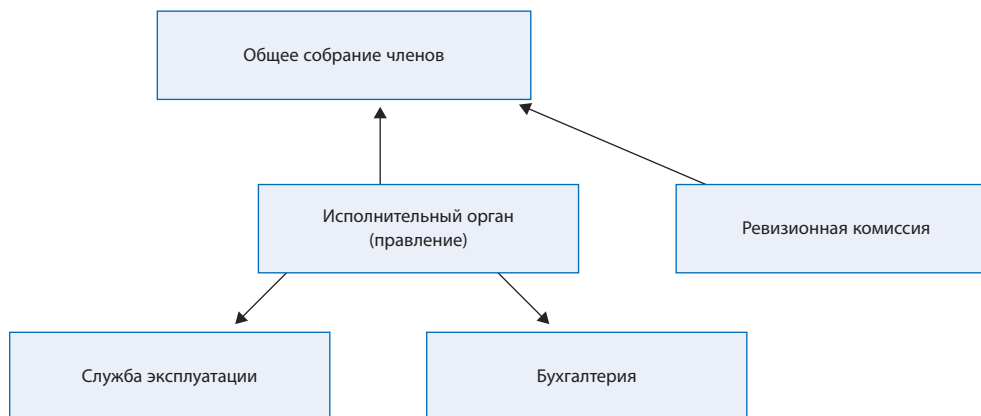 Общее собрание членов
Исполнительный орган
(правление)
Ревизионная комиссия
Служба эксплуатации
Бухгалтерия